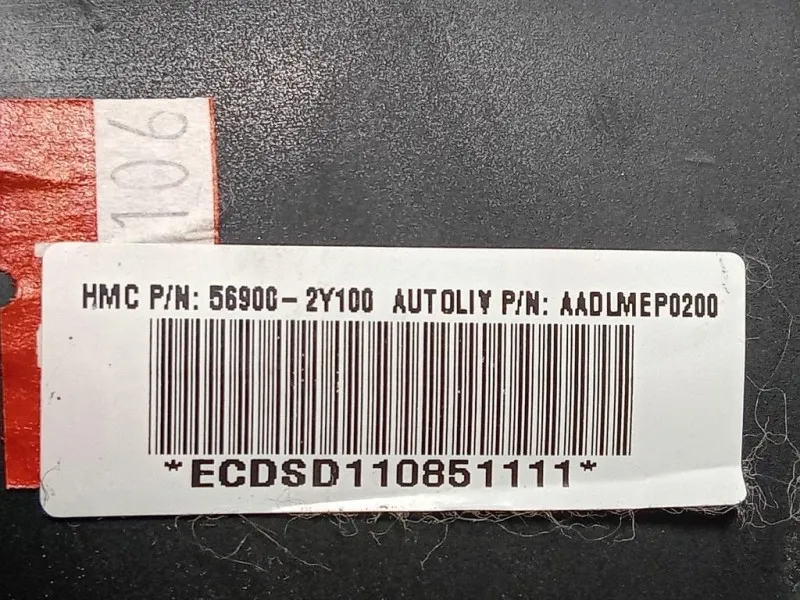 106
HMC P/N: 56900-2Y100 AUTOLIV P/N: AADLMEP0200
*ECDSD110851111*